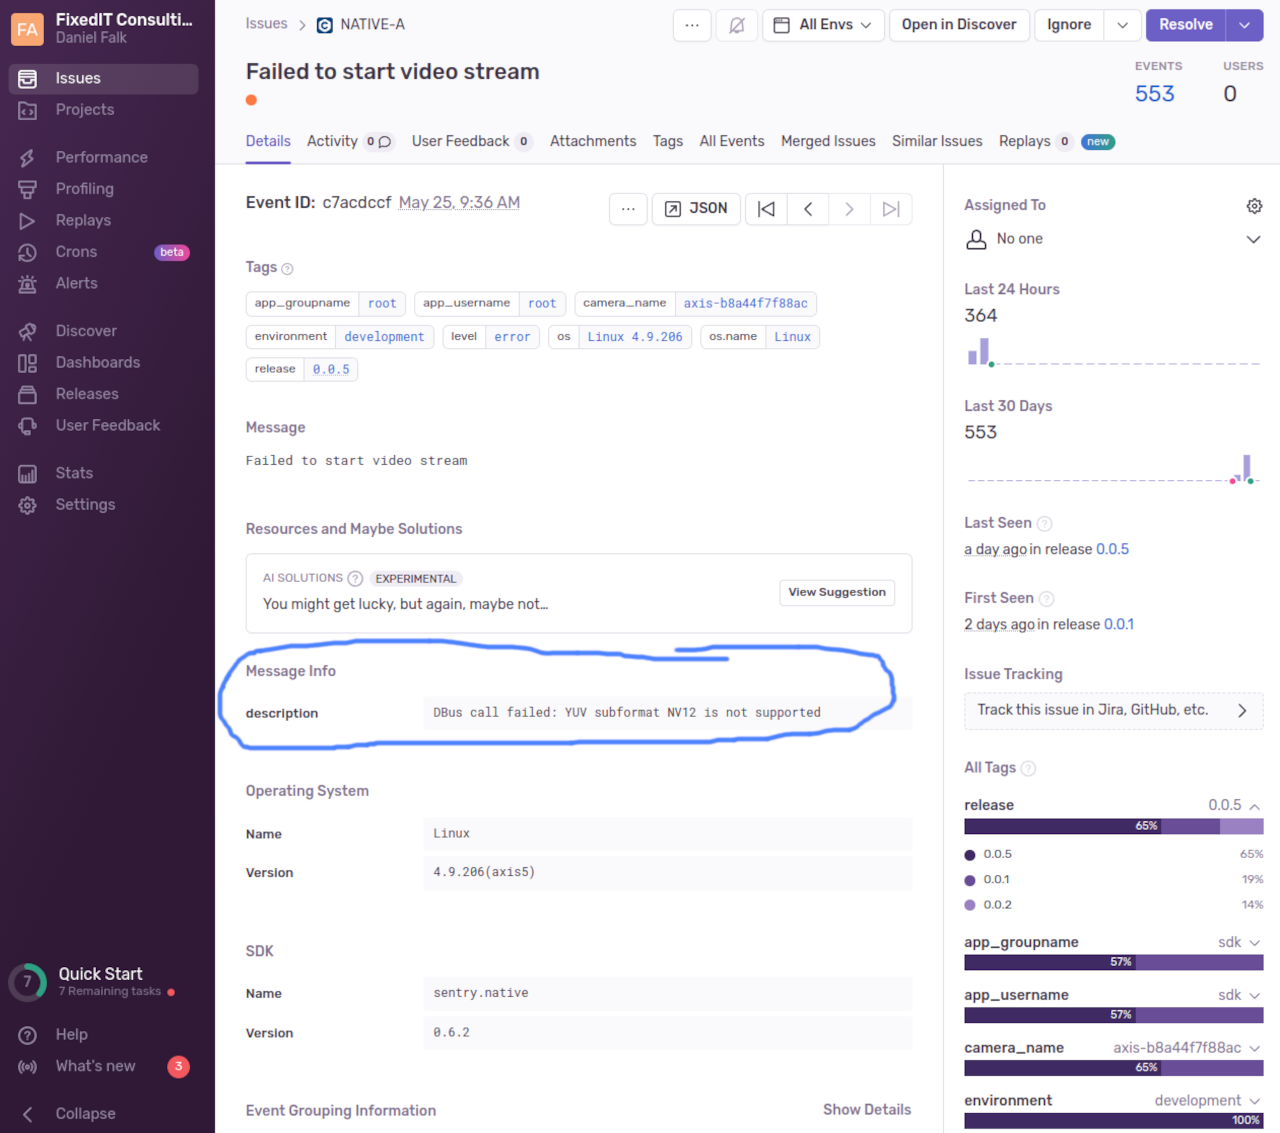 FA FixedIT Consulti...
Daniel Falk
Issues
Projects
Performance
Profiling
Replays
Crons beta
Alerts
Discover
Dashboards
Releases
User Feedback
Stats
Settings
7 Quick Start
7 Remaining tasks
Help
What's new 3
Collapse
Issues > NATIVE-A
... All Envs Open in Discover Ignore Resolve
Failed to start video stream
EVENTS USERS
553 0
Details Activity 0 User Feedback 0 Attachments Tags All Events Merged Issues Similar Issues Replays 0 new
Event ID: c7acdccf May 25, 9:36 AM
... JSON
Tags ?
app_groupname root app_username root camera_name axis-b8a44f7f88ac
environment development level error os Linux 4.9.206 os.name Linux
release 0.0.5
Message
Failed to start video stream
Resources and Maybe Solutions
AI SOLUTIONS ? EXPERIMENTAL
You might get lucky, but again, maybe not...
View Suggestion
Message Info
description DBus call failed: YUV subformat NV12 is not supported
Operating System
Name Linux
Version 4.9.206(axis5)
SDK
Name sentry.native
Version 0.6.2
Event Grouping Information Show Details
Assigned To
No one
Last 24 Hours
364
Last 30 Days
553
Last Seen ?
a day ago in release 0.0.5
First Seen ?
2 days ago in release 0.0.1
Issue Tracking
Track this issue in Jira, GitHub, etc.
All Tags ?
release 0.0.5
65%
0.0.5 65%
0.0.1 19%
0.0.2 14%
app_groupname sdk
57%
app_username sdk
57%
camera_name axis-b8a44f7f88ac
65%
environment development
100%